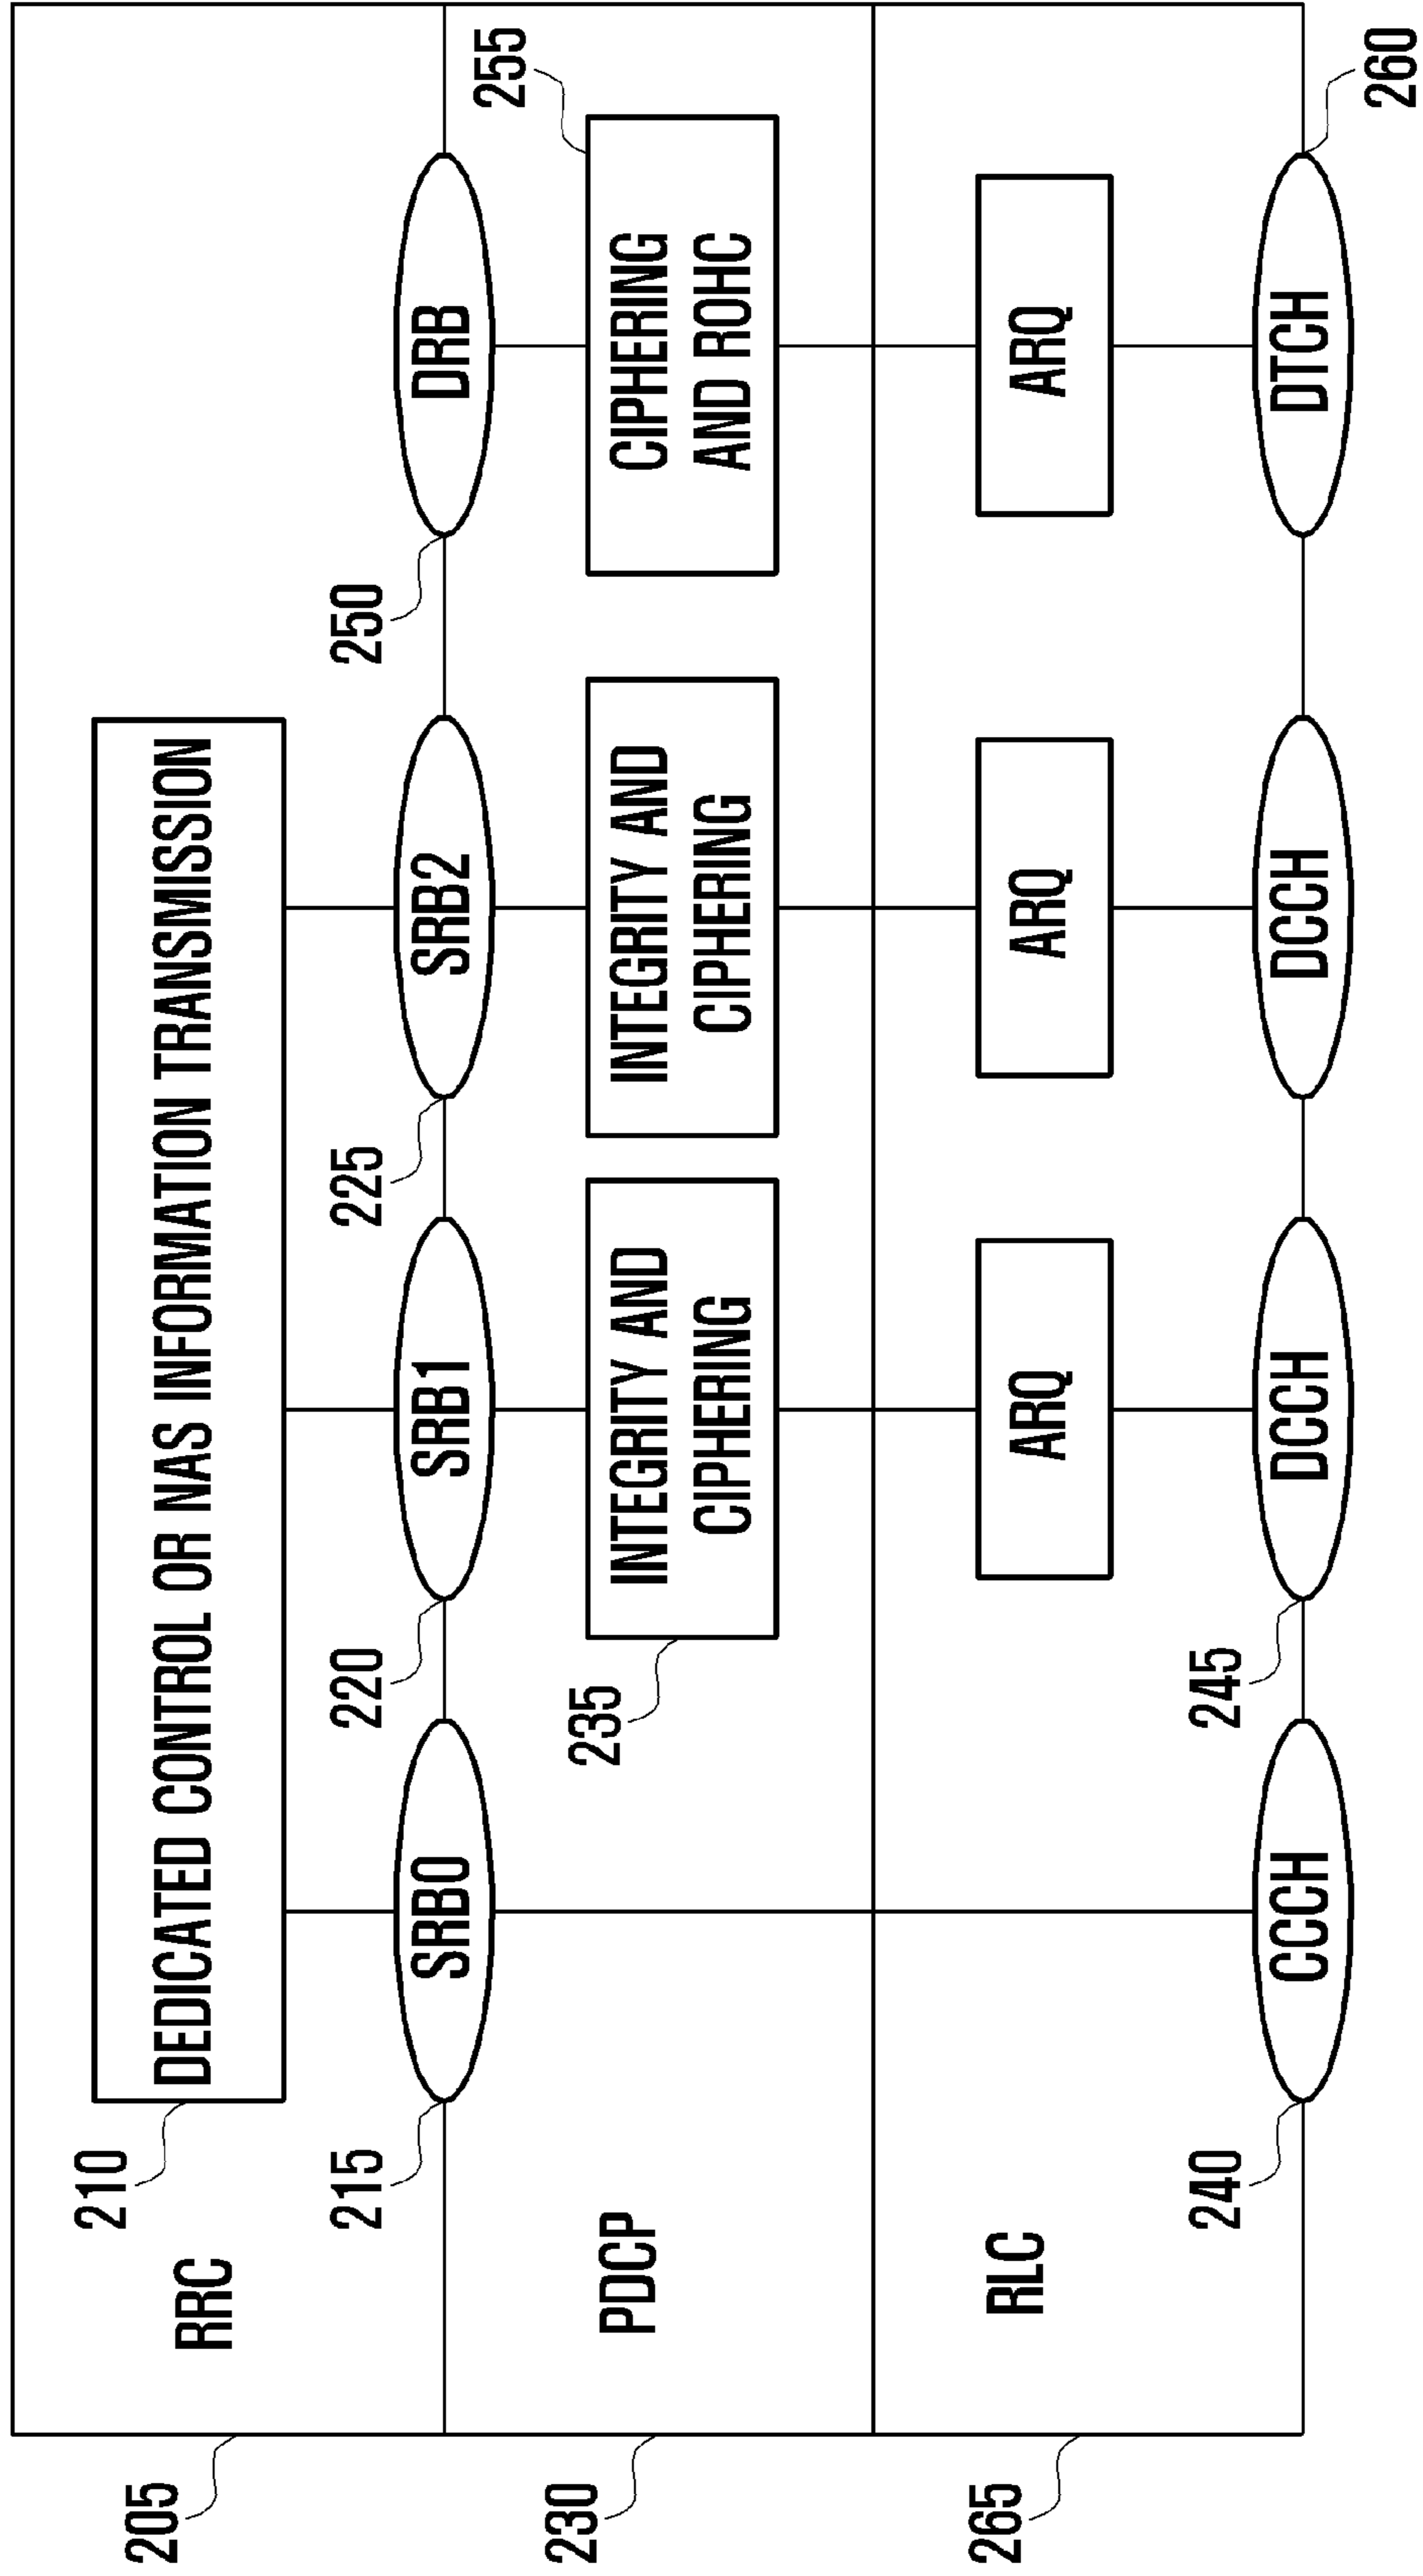 210
DEDICATED CONTROL OR NAS INFORMATION TRANSMISSION
205
RRC
215
220
225
250
SRB0
SRB1
SRB2
DRB
255
235
INTEGRITY AND
CIPHERING
INTEGRITY AND
CIPHERING
CIPHERING
AND ROHC
230
PDCP
265
RLC
ARQ
ARQ
ARQ
240
245
CCCH
DCCH
DCCH
DTCH
260